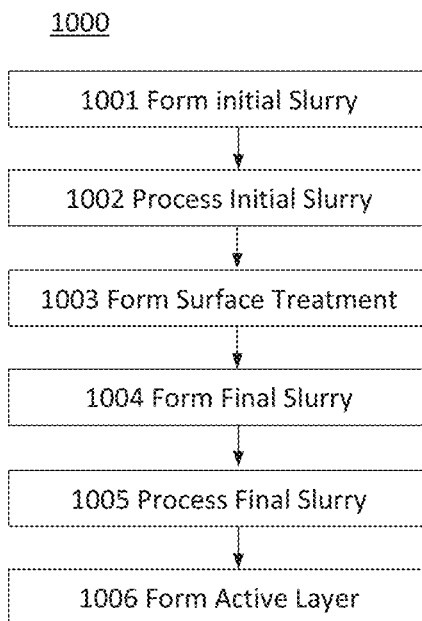 1000
1001 Form initial Slurry
1002 Process Initial Slurry
1003 Form Surface Treatment
1004 Form Final Slurry
1005 Process Final Slurry
1006 Form Active Layer